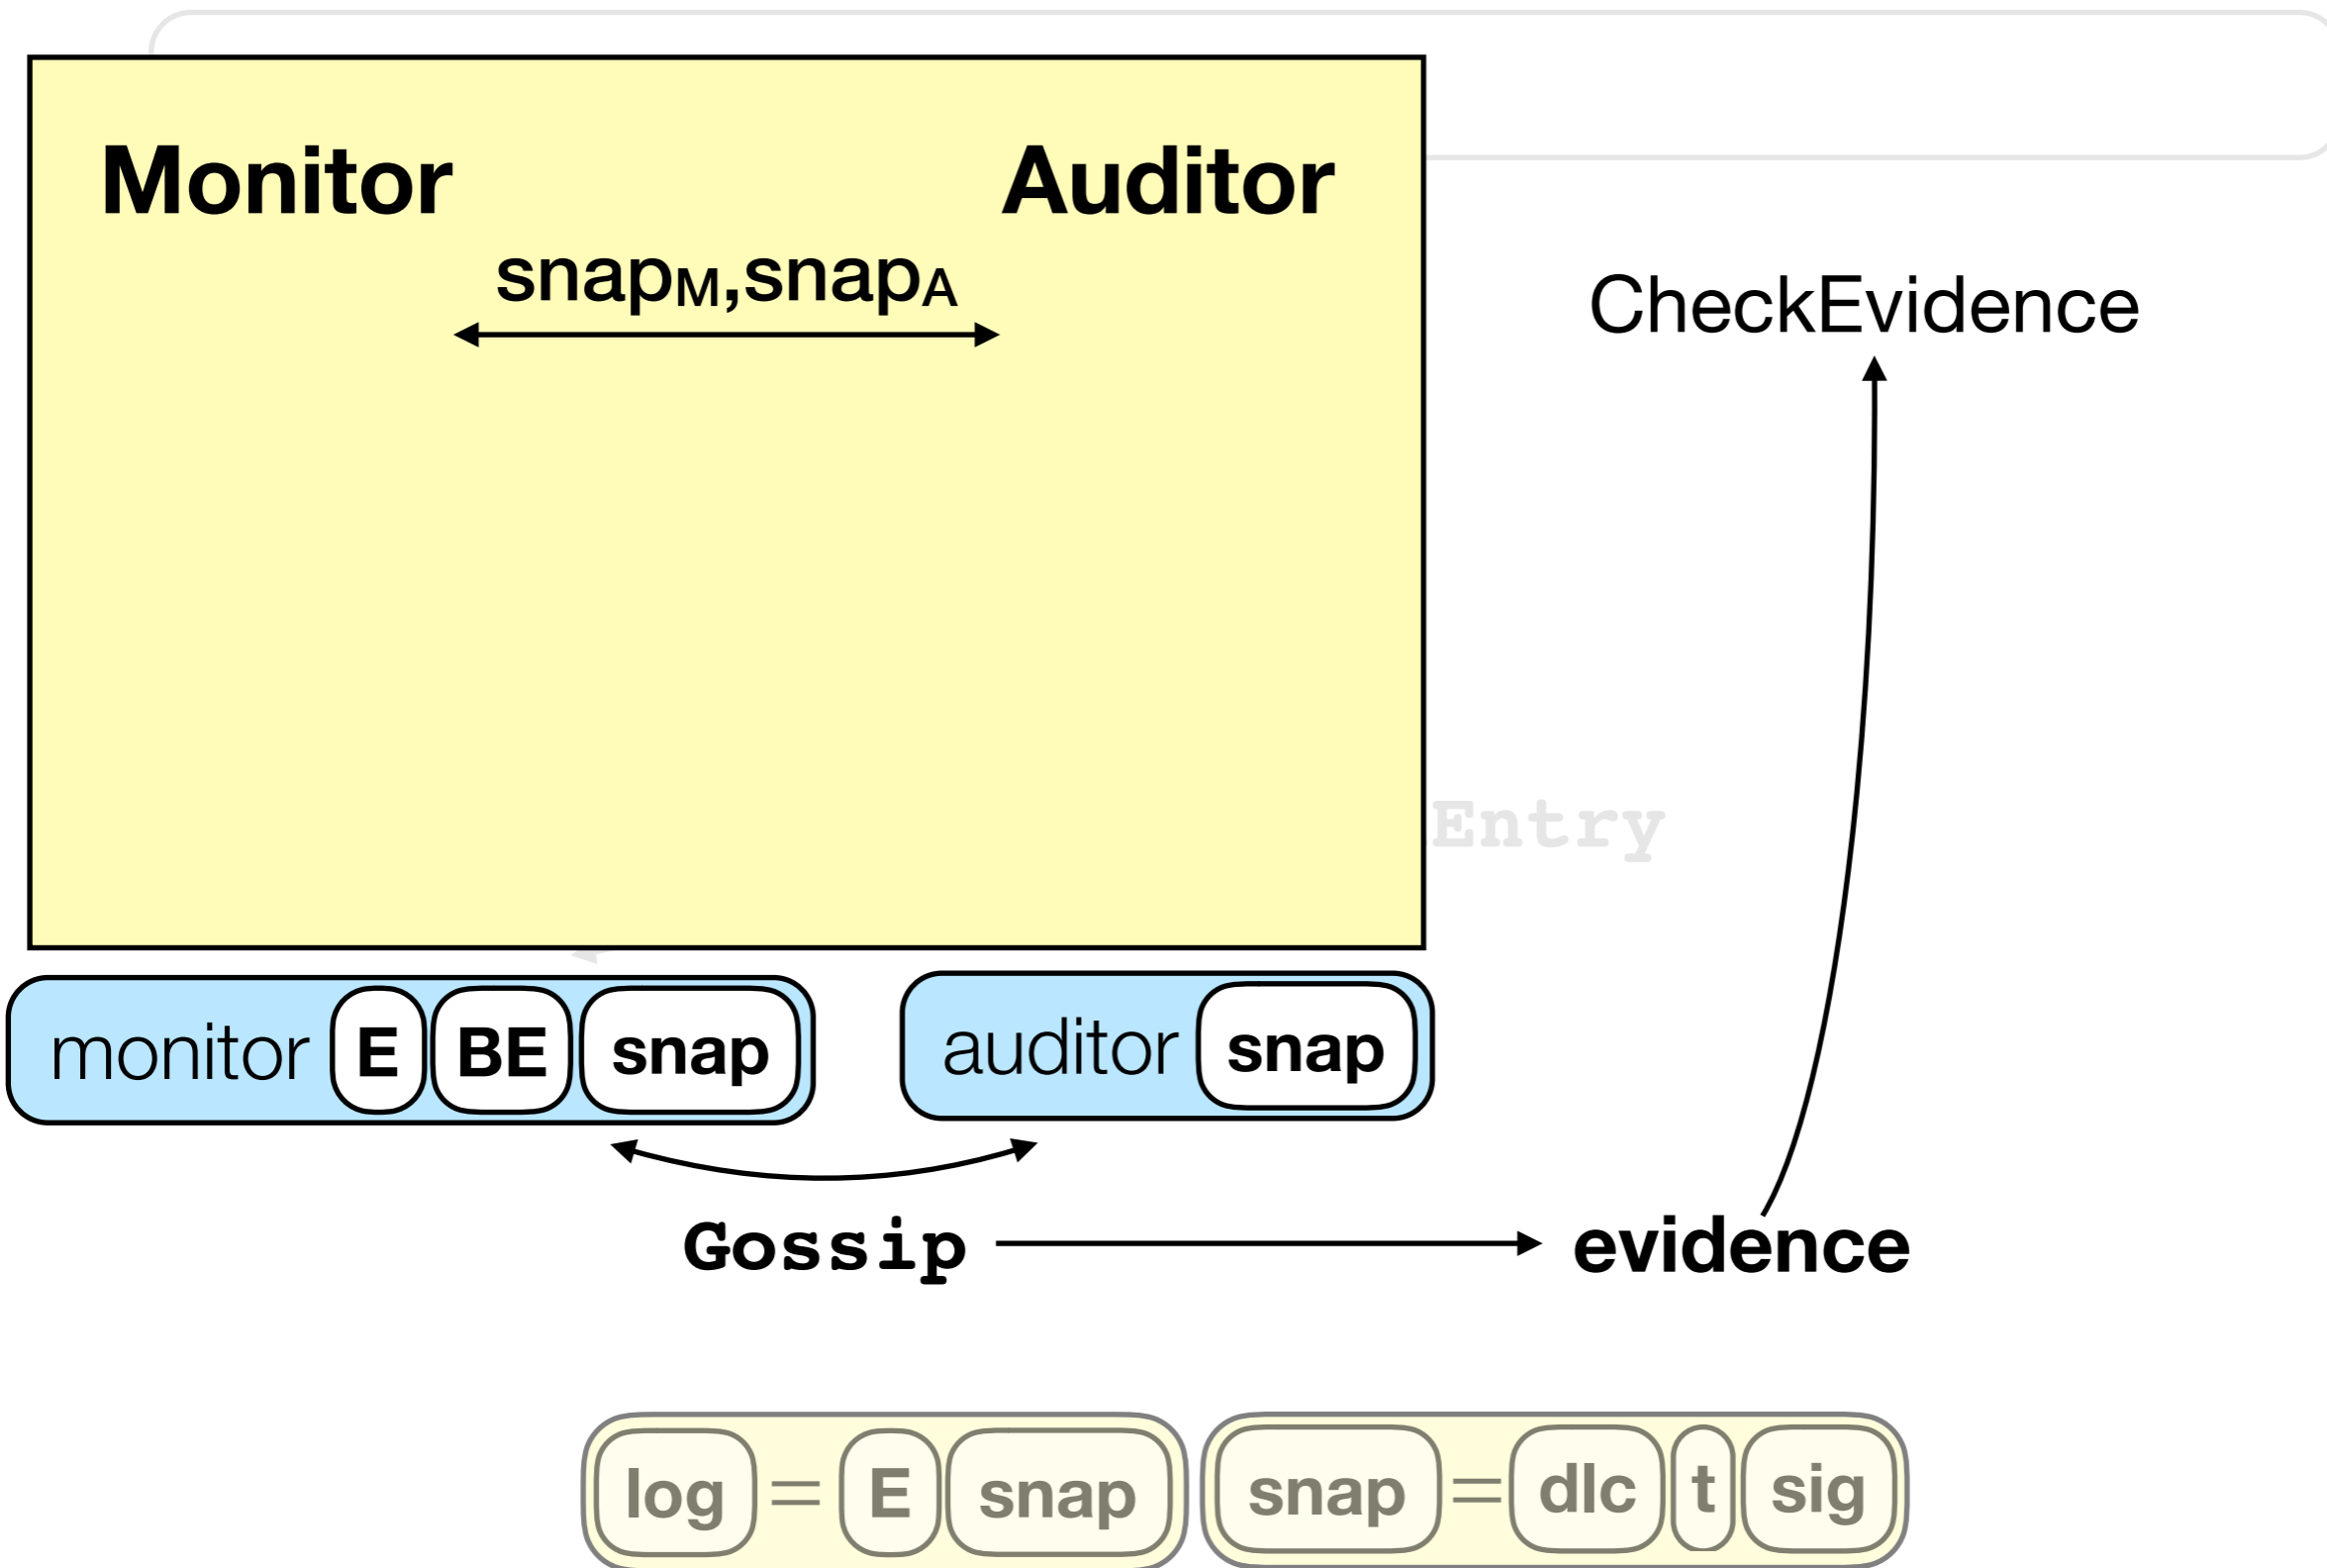 Monitor Auditor
snapM,snapA
CheckEvidence
Entry
monitor E BE snap auditor snap
Gossip evidence
log = E snap snap = dlc t sig